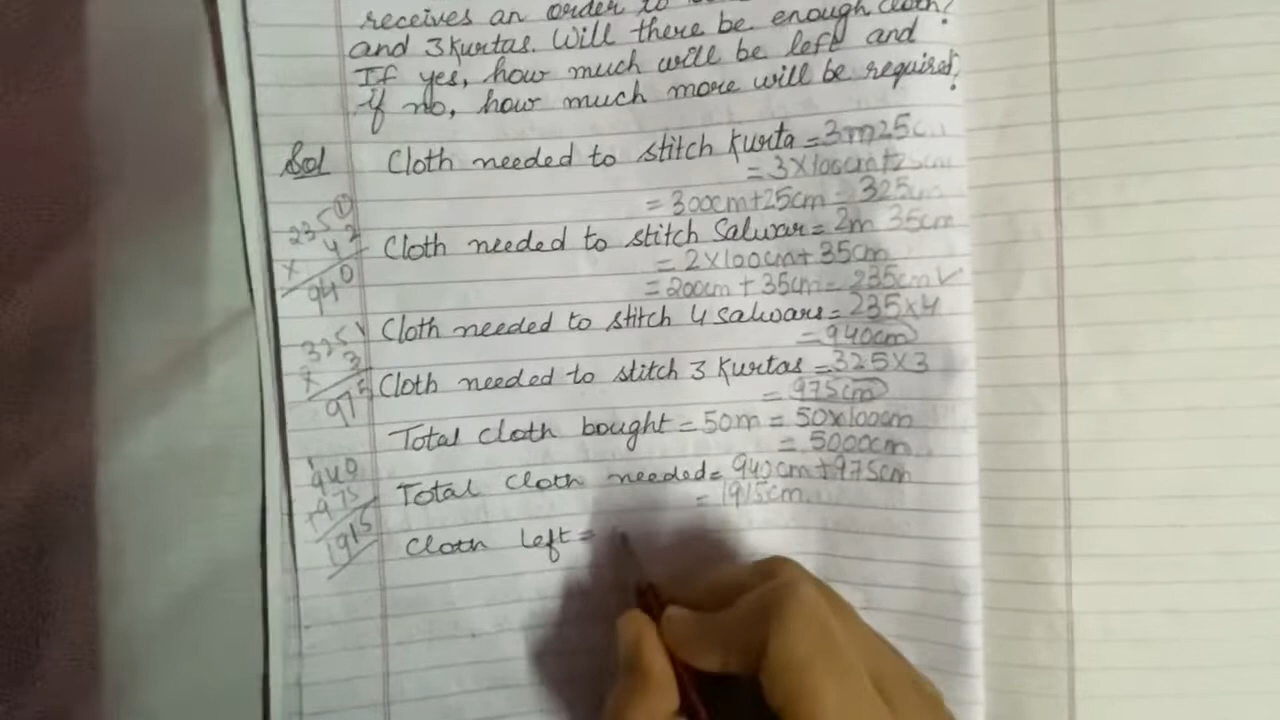 receives an order to
and 3 Kurtas. Will there be enough cloth?
If yes, how much will be left and
if no, how much more will be required?
Sol Cloth needed to stitch Kurta = 3m 25c
= 3×100cm+25cm
= 300cm+25cm = 325cm
Cloth needed to stitch Salwar = 2m 35cm
= 2×100cm+ 35cm
= 200cm + 35cm = 235cm ✓
Cloth needed to stitch 4 Salwars = 235×4
= 940cm
Cloth needed to stitch 3 Kurtas = 325×3
= 975cm
Total cloth bought = 50m = 50×100cm
= 5000cm
Total cloth needed = 940cm+975cm
= 1915cm
Cloth left =
235
× 4
940
325
× 3
975
940
+975
1915